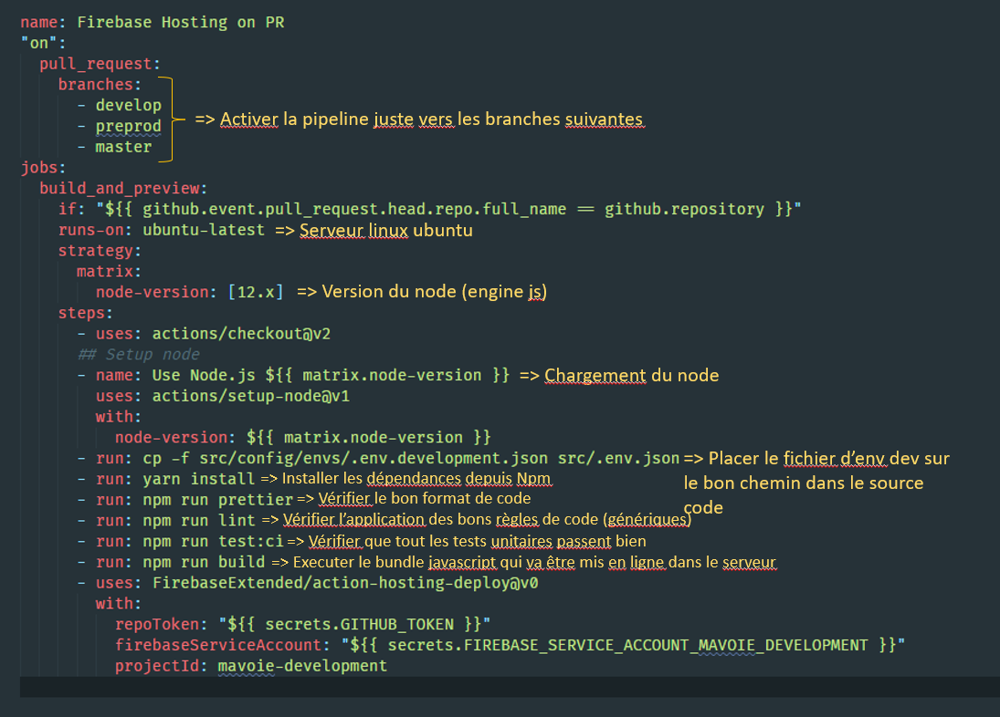 name: Firebase Hosting on PR
"on":
pull_request:
branches:
- develop
- preprod => Activer la pipeline juste vers les branches suivantes
- master
jobs:
build_and_preview:
if: "${{ github.event.pull_request.head.repo.full_name == github.repository }}"
runs-on: ubuntu-latest => Serveur linux ubuntu
strategy:
matrix:
node-version: [12.x] => Version du node (engine js)
steps:
- uses: actions/checkout@v2
## Setup node
- name: Use Node.js ${{ matrix.node-version }} => Chargement du node
uses: actions/setup-node@v1
with:
node-version: ${{ matrix.node-version }}
- run: cp -f src/config/envs/.env.development.json src/.env.json => Placer le fichier d’env dev sur
le bon chemin dans le source
code
- run: yarn install => Installer les dépendances depuis Npm
- run: npm run prettier => Vérifier le bon format de code
- run: npm run lint => Vérifier l’application des bons règles de code (génériques)
- run: npm run test:ci => Vérifier que tout les tests unitaires passent bien
- run: npm run build => Executer le bundle javascript qui va être mis en ligne dans le serveur
- uses: FirebaseExtended/action-hosting-deploy@v0
with:
repoToken: "${{ secrets.GITHUB_TOKEN }}"
firebaseServiceAccount: "${{ secrets.FIREBASE_SERVICE_ACCOUNT_MAVOIE_DEVELOPMENT }}"
projectId: mavoie-development